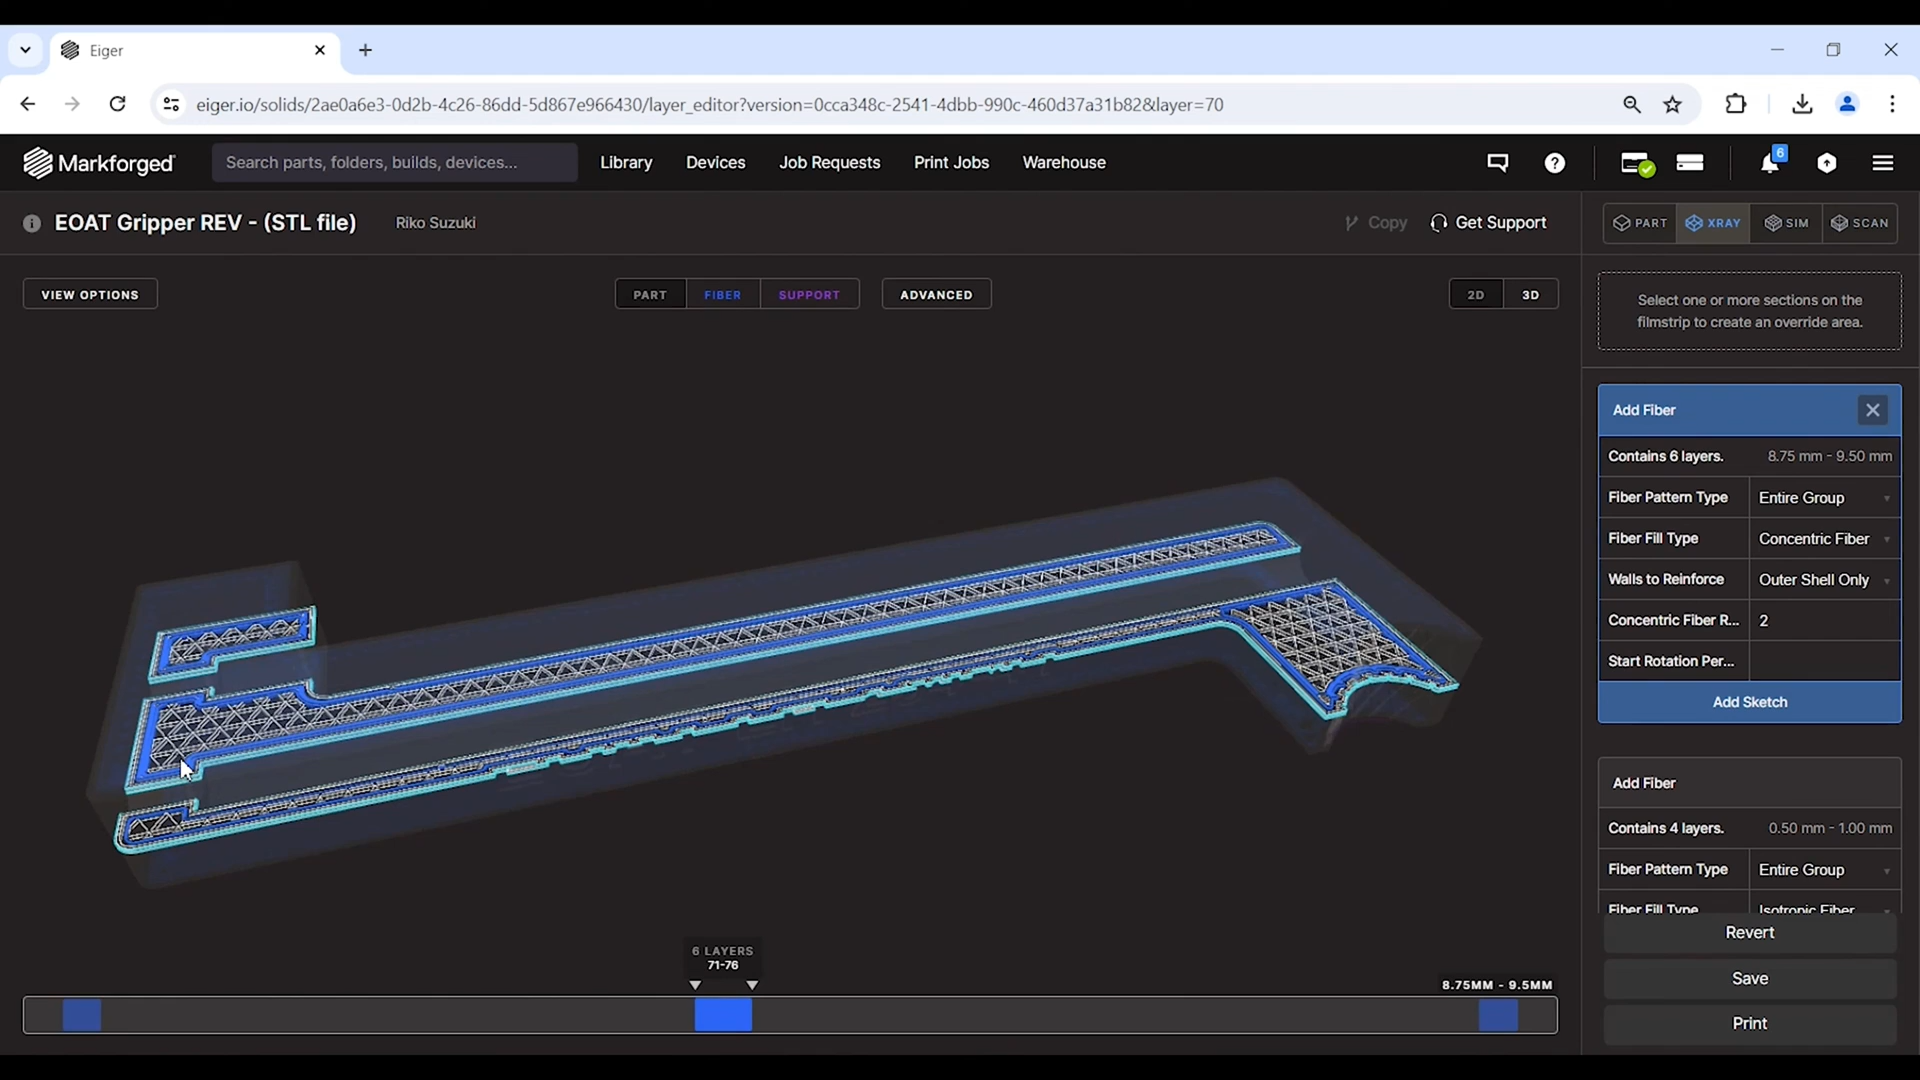 Eiger
eiger.io/solids/2ae0a6e3-0d2b-4c26-86dd-5d867e966430/layer_editor?version=0cca348c-2541-4dbb-990c-460d37a31b82&layer=70
Markforged
Search parts, folders, builds, devices...
Library
Devices
Job Requests
Print Jobs
Warehouse
6
EOAT Gripper REV - (STL file)
Riko Suzuki
Copy
Get Support
PART
XRAY
SIM
SCAN
VIEW OPTIONS
PART
FIBER
SUPPORT
ADVANCED
2D
3D
Select one or more sections on the
filmstrip to create an override area.
Add Fiber
Contains 6 layers. 8.75 mm - 9.50 mm
Fiber Pattern Type Entire Group
Fiber Fill Type Concentric Fiber
Walls to Reinforce Outer Shell Only
Concentric Fiber R... 2
Start Rotation Per...
Add Sketch
Add Fiber
Contains 4 layers. 0.50 mm - 1.00 mm
Fiber Pattern Type Entire Group
Fiber Fill Type Isotropic Fiber
Revert
Save
Print
6 LAYERS
71-76
8.75MM - 9.5MM